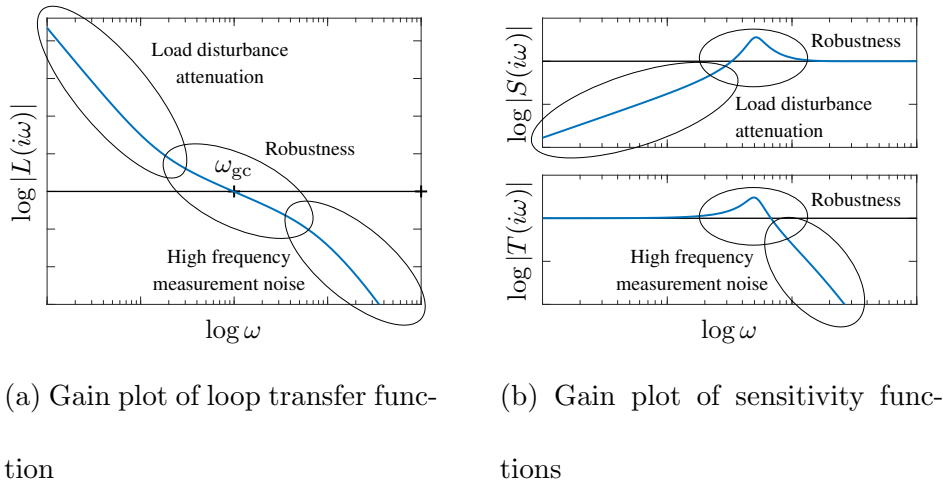 log |L(iω)|
Load disturbance
attenuation
Robustness
ω_gc
High frequency
measurement noise
log ω
log |S(iω)|
Robustness
Load disturbance
attenuation
log |T(iω)|
Robustness
High frequency
measurement noise
log ω
(a) Gain plot of loop transfer func-
tion
(b) Gain plot of sensitivity func-
tions